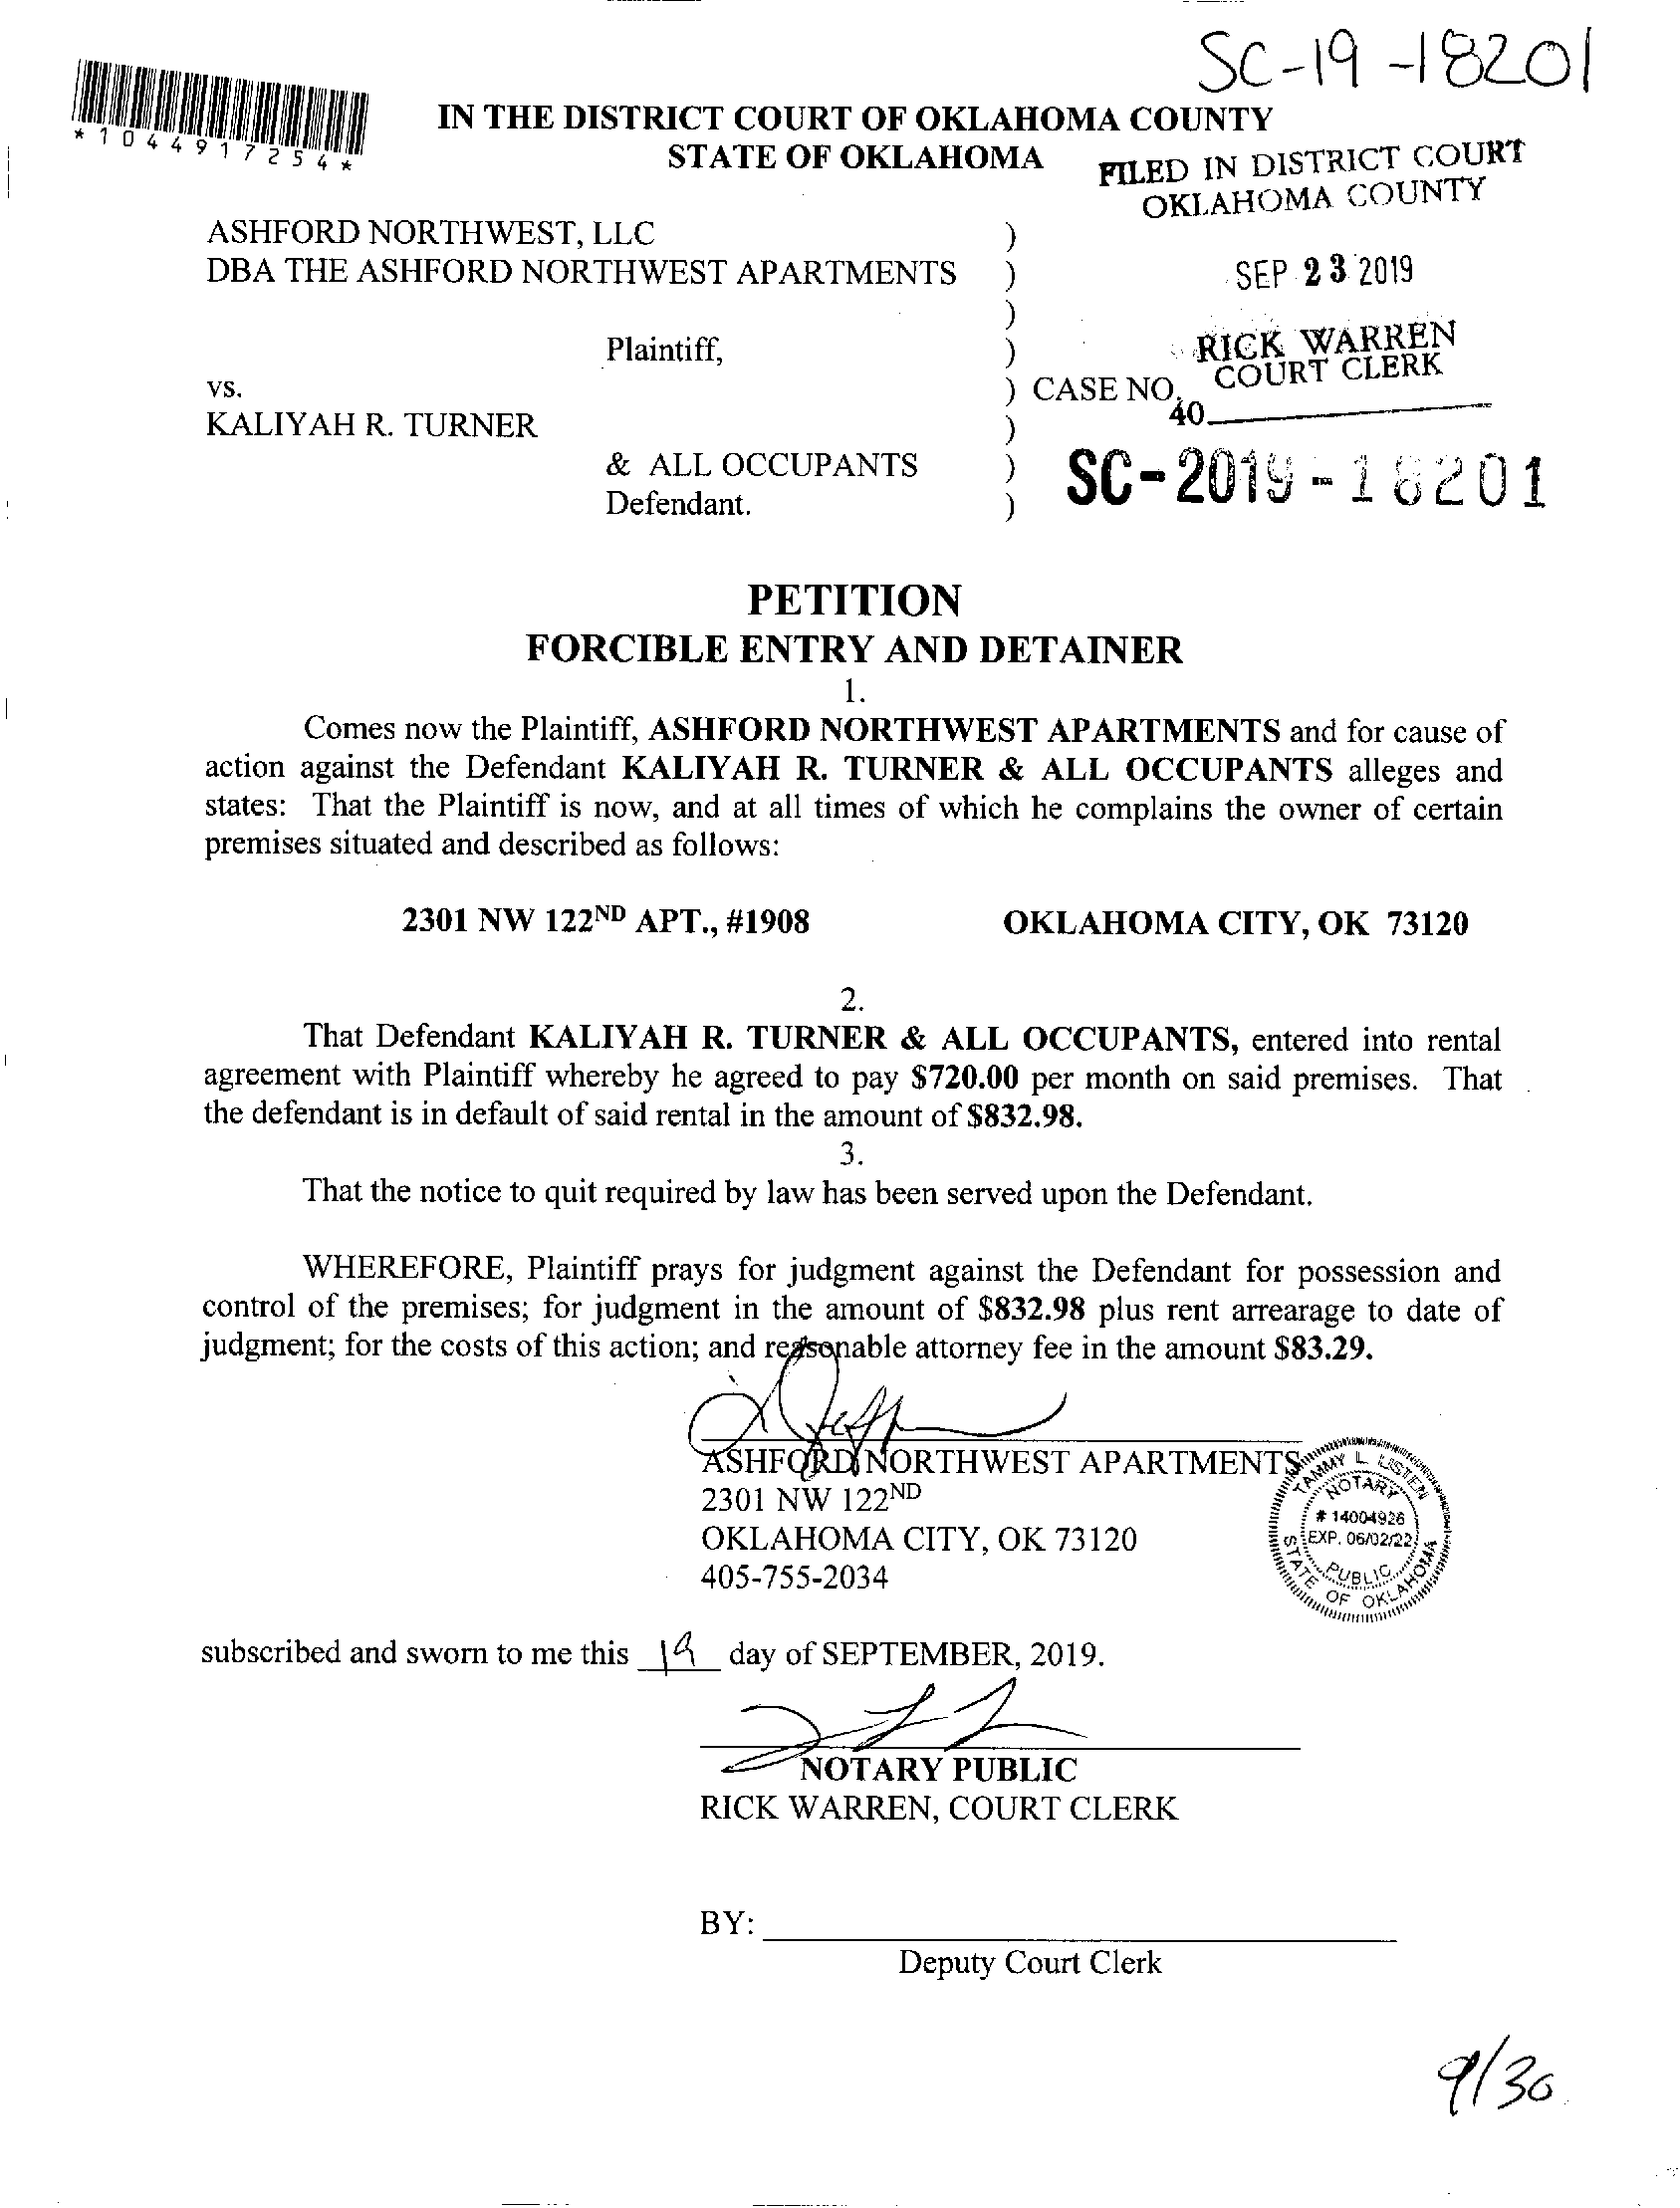 SC-19-18201
*1044917254*
IN THE DISTRICT COURT OF OKLAHOMA COUNTY
STATE OF OKLAHOMA
FILED IN DISTRICT COURT
OKLAHOMA COUNTY
ASHFORD NORTHWEST, LLC )
DBA THE ASHFORD NORTHWEST APARTMENTS )
SEP 23 2019
)
Plaintiff, )
RICK WARREN
COURT CLERK
vs. ) CASE NO.
40
KALIYAH R. TURNER )
& ALL OCCUPANTS )
SC-2019-18201
Defendant. )
PETITION
FORCIBLE ENTRY AND DETAINER
1.
Comes now the Plaintiff, ASHFORD NORTHWEST APARTMENTS and for cause of
action against the Defendant KALIYAH R. TURNER & ALL OCCUPANTS alleges and
states: That the Plaintiff is now, and at all times of which he complains the owner of certain
premises situated and described as follows:
2301 NW 122ND APT., #1908 OKLAHOMA CITY, OK 73120
2.
That Defendant KALIYAH R. TURNER & ALL OCCUPANTS, entered into rental
agreement with Plaintiff whereby he agreed to pay $720.00 per month on said premises. That
the defendant is in default of said rental in the amount of $832.98.
3.
That the notice to quit required by law has been served upon the Defendant.
WHEREFORE, Plaintiff prays for judgment against the Defendant for possession and
control of the premises; for judgment in the amount of $832.98 plus rent arrearage to date of
judgment; for the costs of this action; and reasonable attorney fee in the amount $83.29.
ASHFORD NORTHWEST APARTMENTS
2301 NW 122ND
OKLAHOMA CITY, OK 73120
405-755-2034
TAMMY L LISTEN
NOTARY
# 14004926
EXP. 06/02/22
PUBLIC
STATE OF OKLAHOMA
subscribed and sworn to me this 19 day of SEPTEMBER, 2019.
NOTARY PUBLIC
RICK WARREN, COURT CLERK
BY:
Deputy Court Clerk
9/30